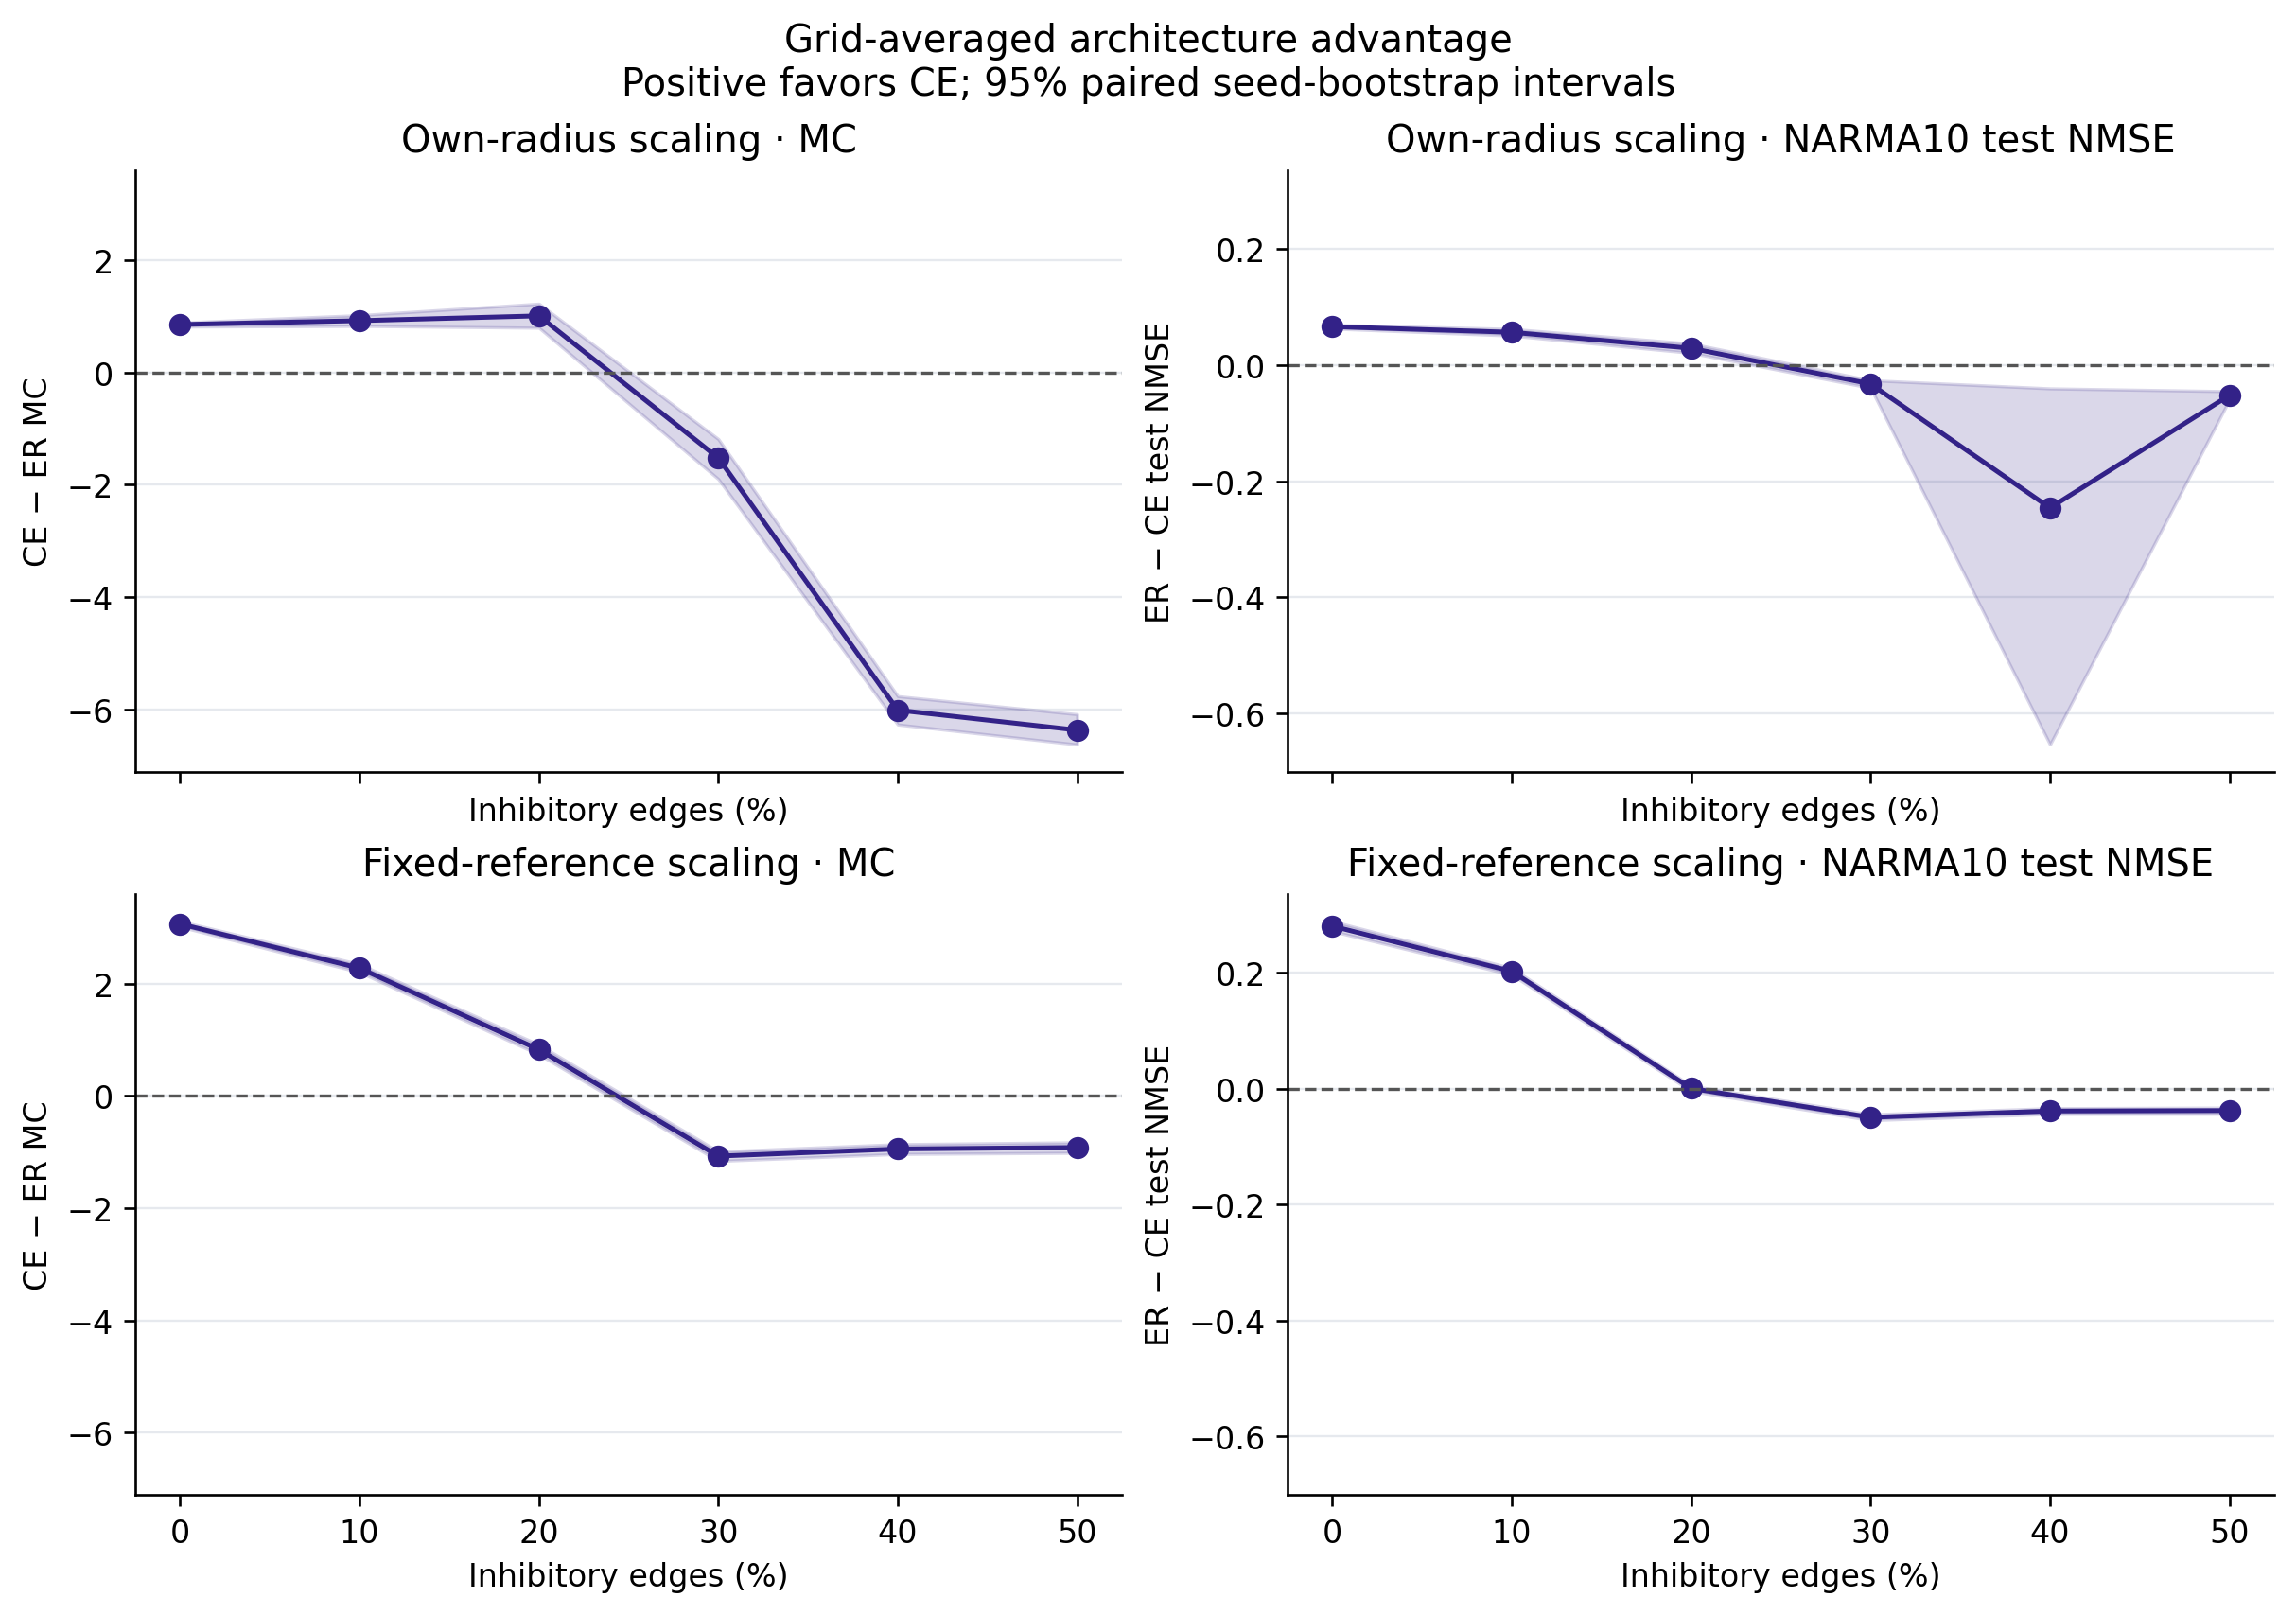 Grid-averaged architecture advantage
Positive favors CE; 95% paired seed-bootstrap intervals
Own-radius scaling · MC
CE − ER MC
2
0
−2
−4
−6
Inhibitory edges (%)
Own-radius scaling · NARMA10 test NMSE
ER − CE test NMSE
0.2
0.0
−0.2
−0.4
−0.6
Inhibitory edges (%)
Fixed-reference scaling · MC
CE − ER MC
2
0
−2
−4
−6
0 10 20 30 40 50
Inhibitory edges (%)
Fixed-reference scaling · NARMA10 test NMSE
ER − CE test NMSE
0.2
0.0
−0.2
−0.4
−0.6
0 10 20 30 40 50
Inhibitory edges (%)